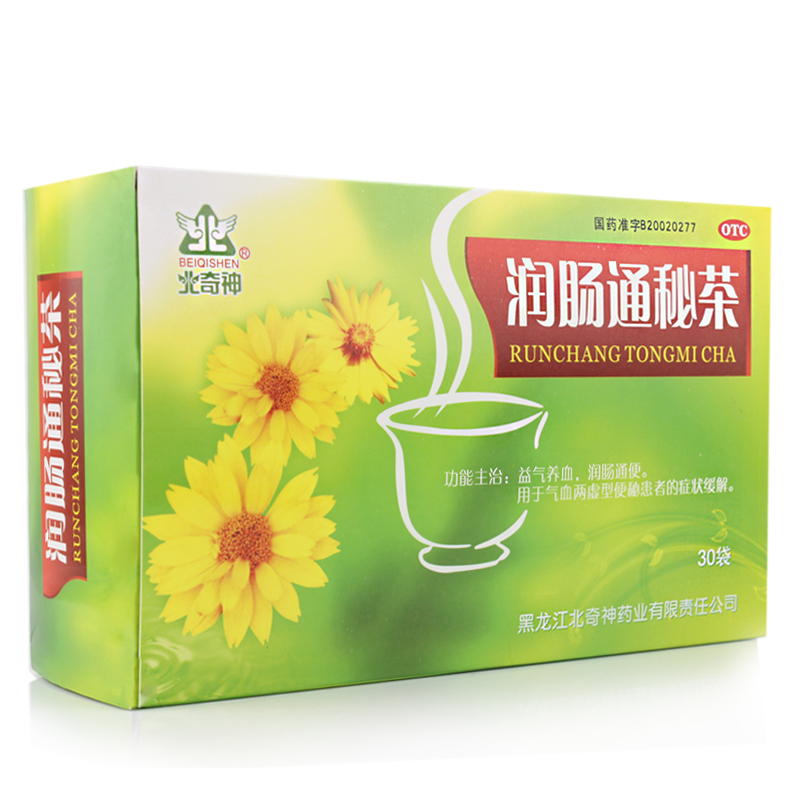 BEIQISHEN
®
北奇神
国药准字B20020277
OTC
润肠通秘茶
RUNCHANG TONGMI CHA
功能主治：益气养血，润肠通便。
用于气血两虚型便秘患者的症状缓解。
30袋
黑龙江北奇神药业有限责任公司
润肠通秘茶
RUNCHANG TONGMI CHA